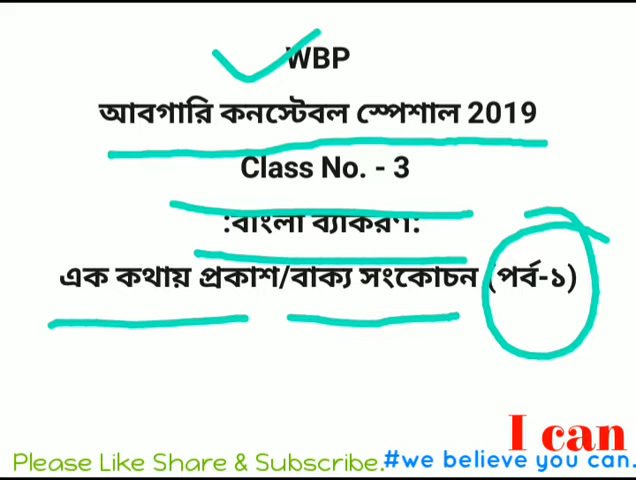 WBP
আবগারি কনস্টেবল স্পেশাল 2019
Class No. - 3
:বাংলা ব্যাকরণ:
এক কথায় প্রকাশ/বাক্য সংকোচন (পর্ব-১)
I can
Please Like Share & Subscribe.#we believe you can.